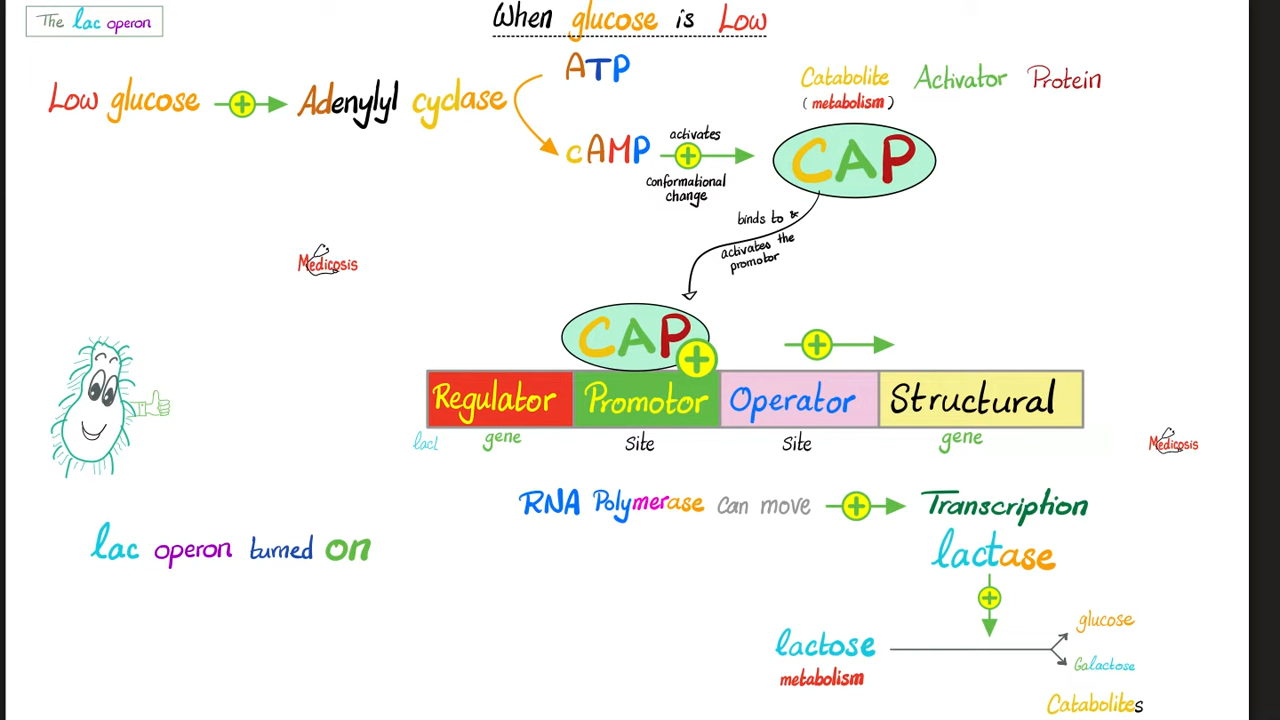 The lac operon
When glucose is Low
Low glucose + Adenylyl cyclase
ATP
cAMP
activates
+
conformational
change
Catabolite Activator Protein
(metabolism)
CAP
binds to &
activates the
promotor
Medicosis
CAP
+
+
Regulator Promotor Operator Structural
lacI gene site site gene
Medicosis
RNA Polymerase can move + Transcription
lac operon turned on
lactase
+
lactose
metabolism
glucose
Galactose
Catabolites